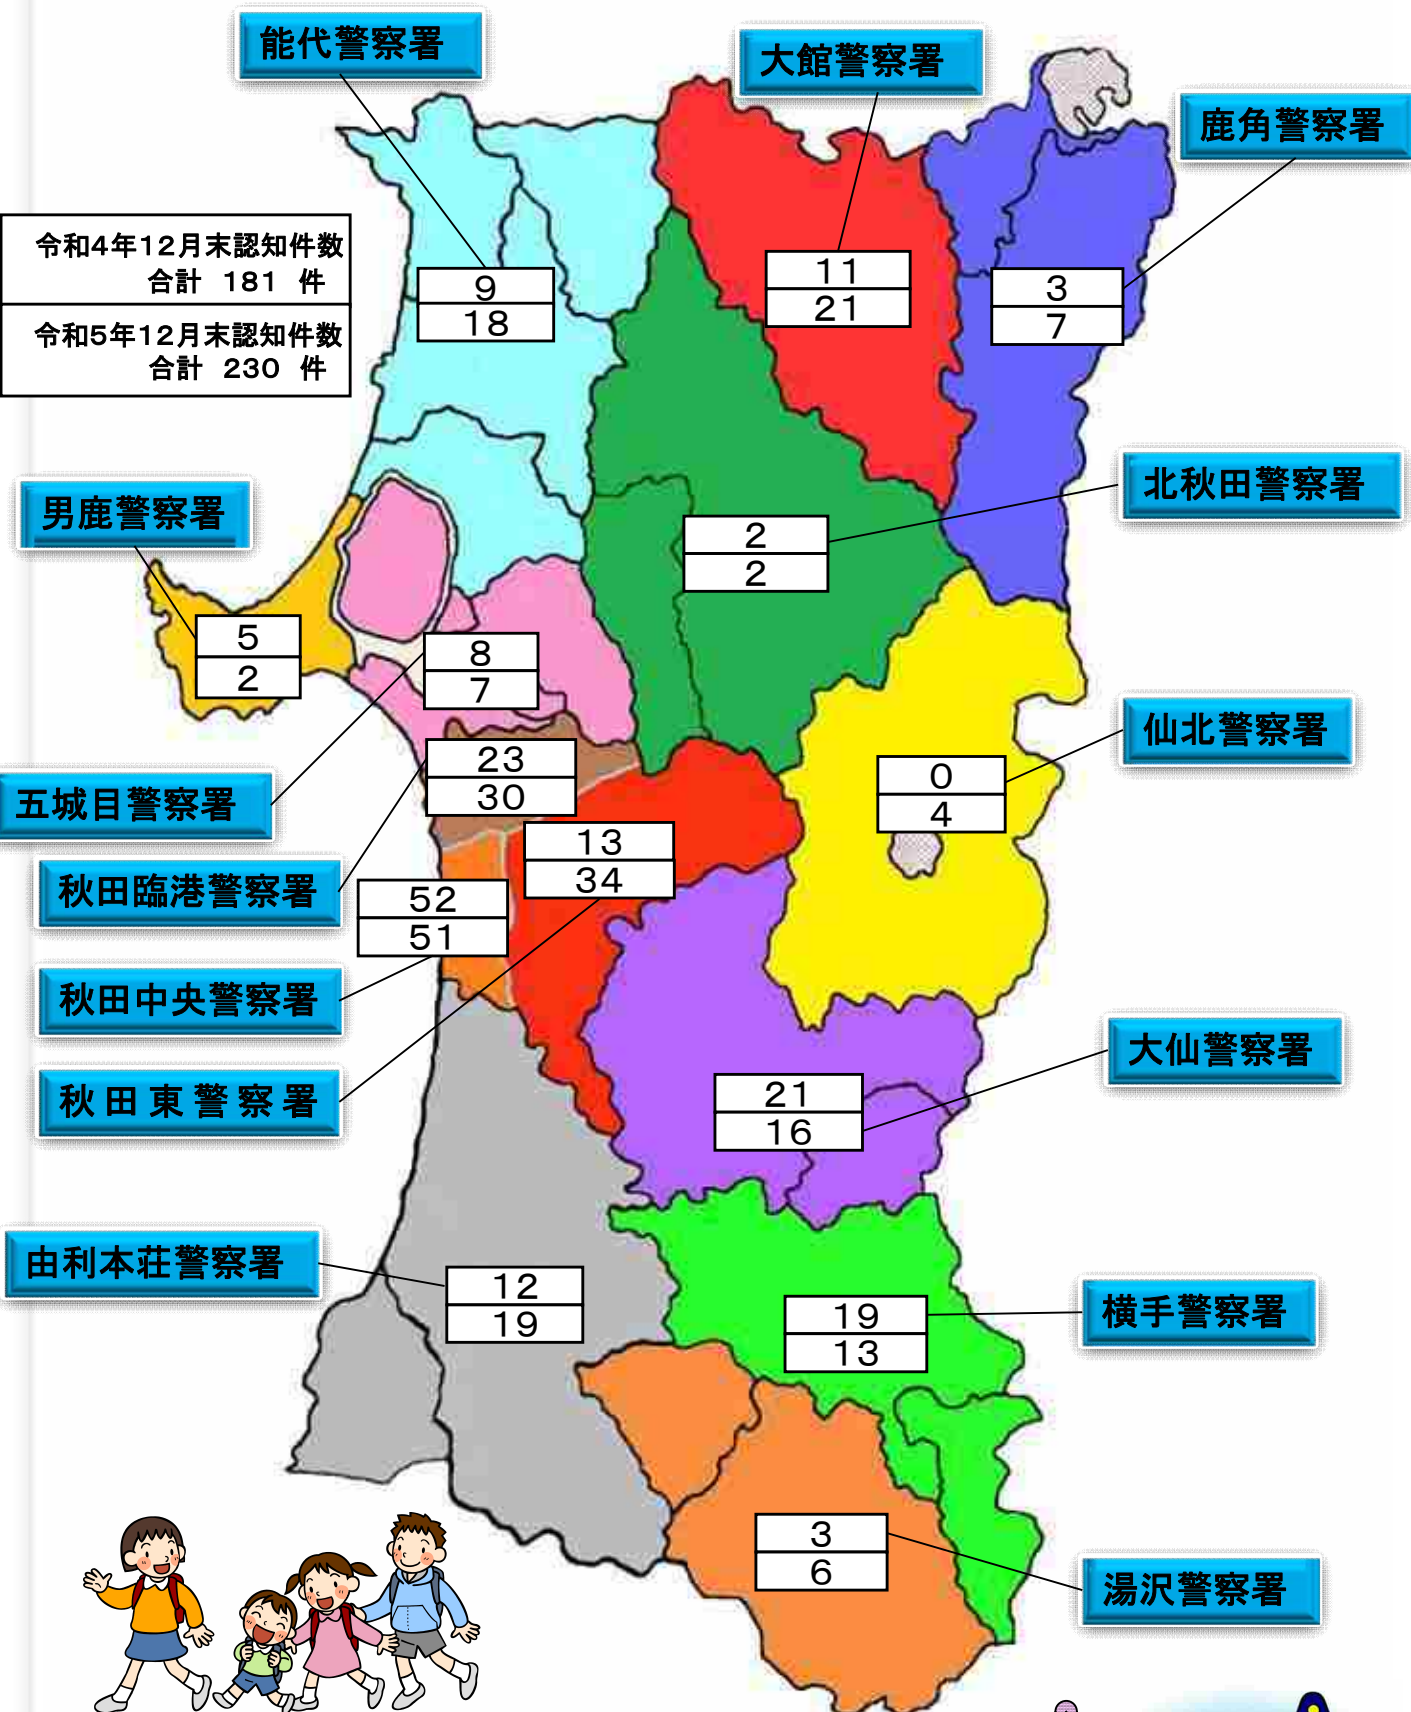 能代警察署
大館警察署
鹿角警察署
令和4年12月末認知件数
合計 181 件
令和5年12月末認知件数
合計 230 件
9
18
11
21
3
7
北秋田警察署
2
2
男鹿警察署
5
2
8
7
仙北警察署
0
4
五城目警察署
23
30
秋田臨港警察署
13
34
52
51
秋田中央警察署
秋田東警察署
大仙警察署
21
16
由利本荘警察署
12
19
横手警察署
19
13
湯沢警察署
3
6